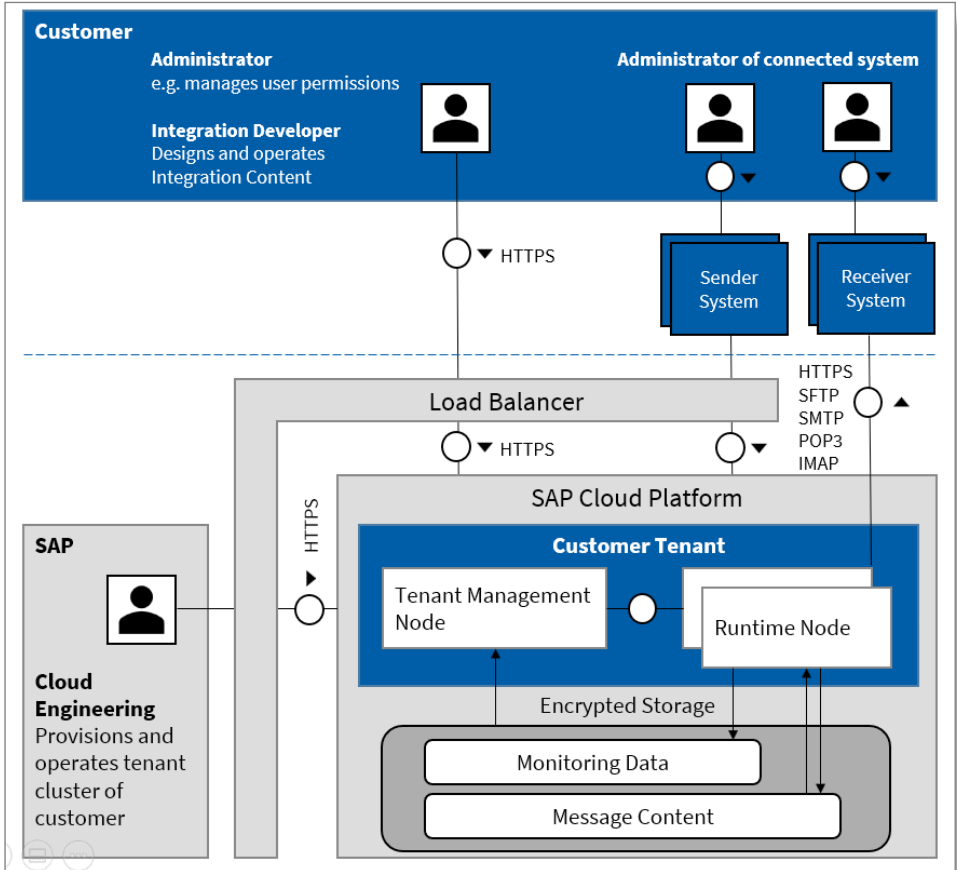 Customer
Administrator
e.g. manages user permissions
Integration Developer
Designs and operates
Integration Content
Administrator of connected system
HTTPS
Sender
System
Receiver
System
Load Balancer
HTTPS
HTTPS
SFTP
SMTP
POP3
IMAP
HTTPS
SAP Cloud Platform
Customer Tenant
Tenant Management
Node
Runtime Node
Encrypted Storage
Monitoring Data
Message Content
SAP
Cloud
Engineering
Provisions and
operates tenant
cluster of
customer